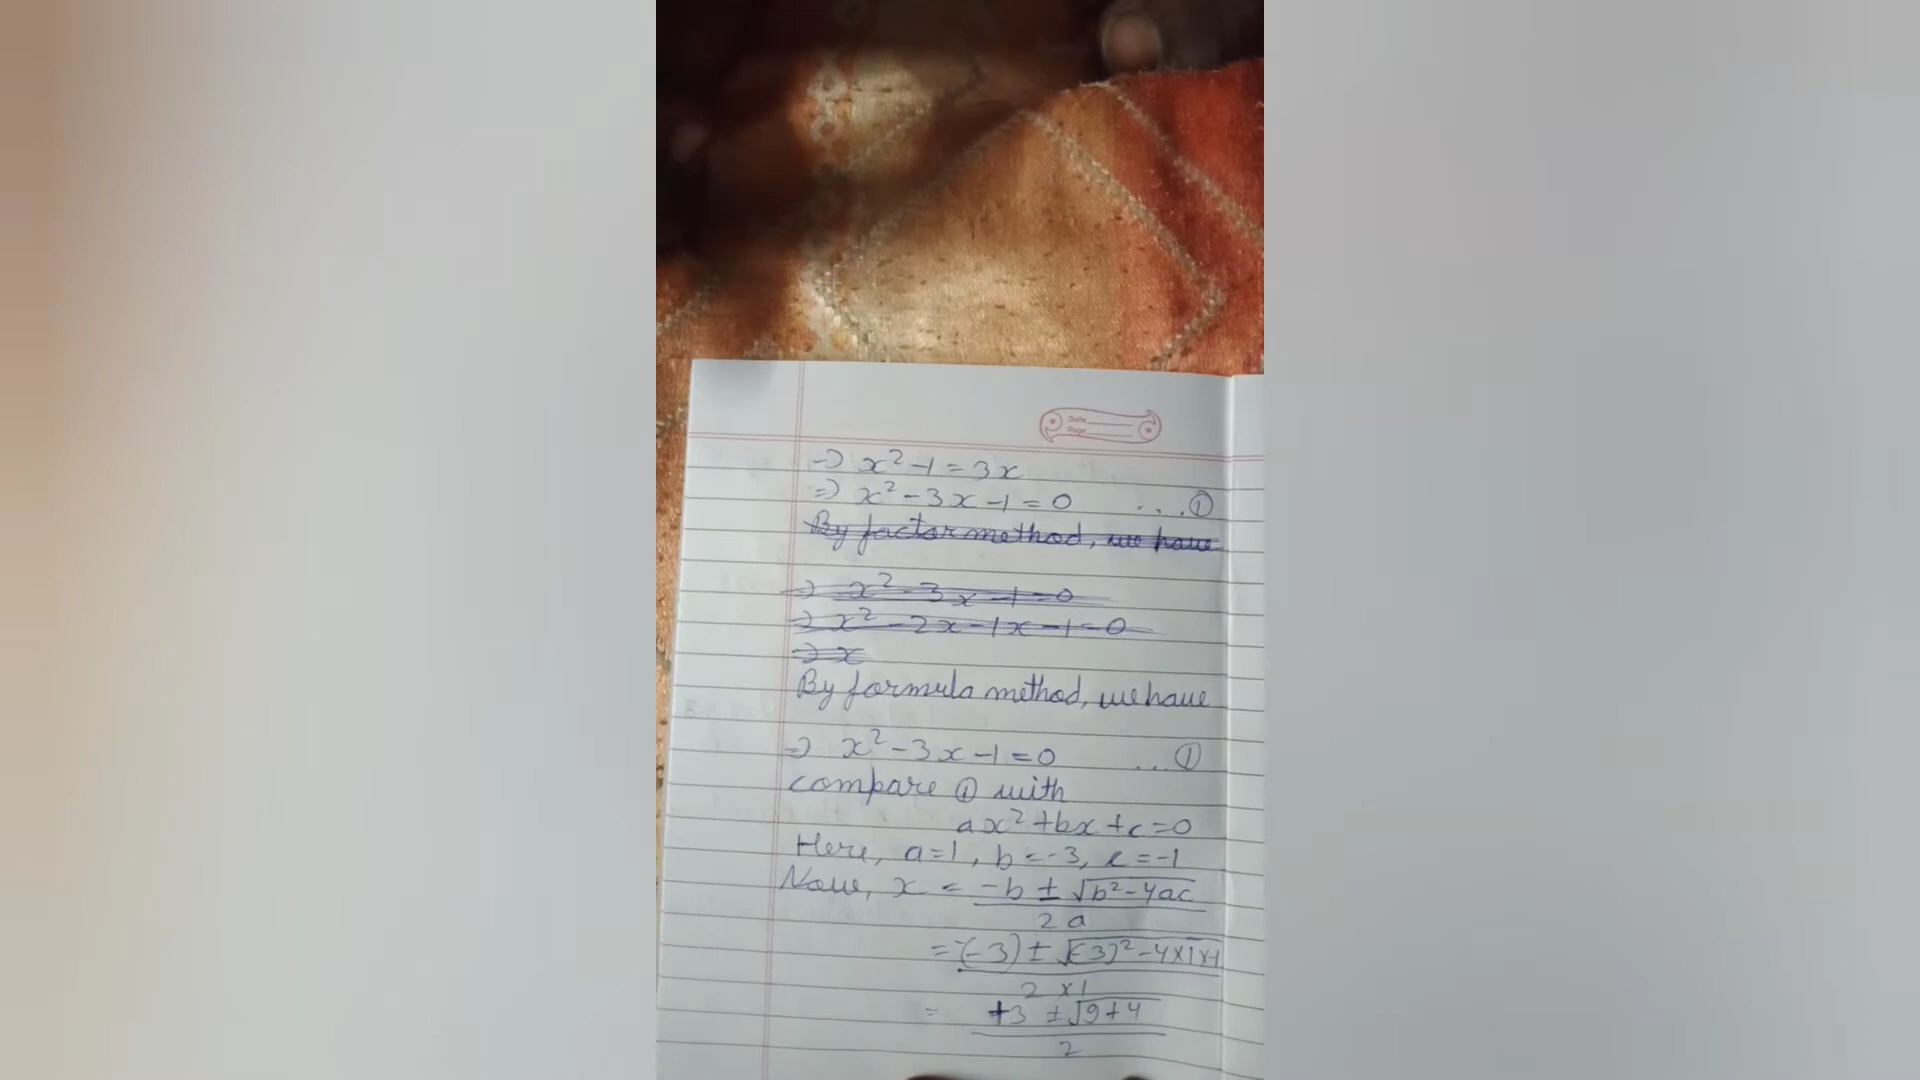 Date
Page
→ x² - 1 = 3x
⇒ x² - 3x - 1 = 0 ...①
By factor method, we have
⇒ x² - 3x - 1 = 0
⇒ x² - 2x - 1x - 1 = 0
⇒ x
By formula method, we have
⇒ x² - 3x - 1 = 0 ...①
compare ① with
ax² + bx + c = 0
Here, a = 1, b = -3, c = -1
Now, x = -b ± √b² - 4ac
2a
= -(-3) ± √(-3)² - 4×1×-1
2×1
= +3 ± √9+4
2